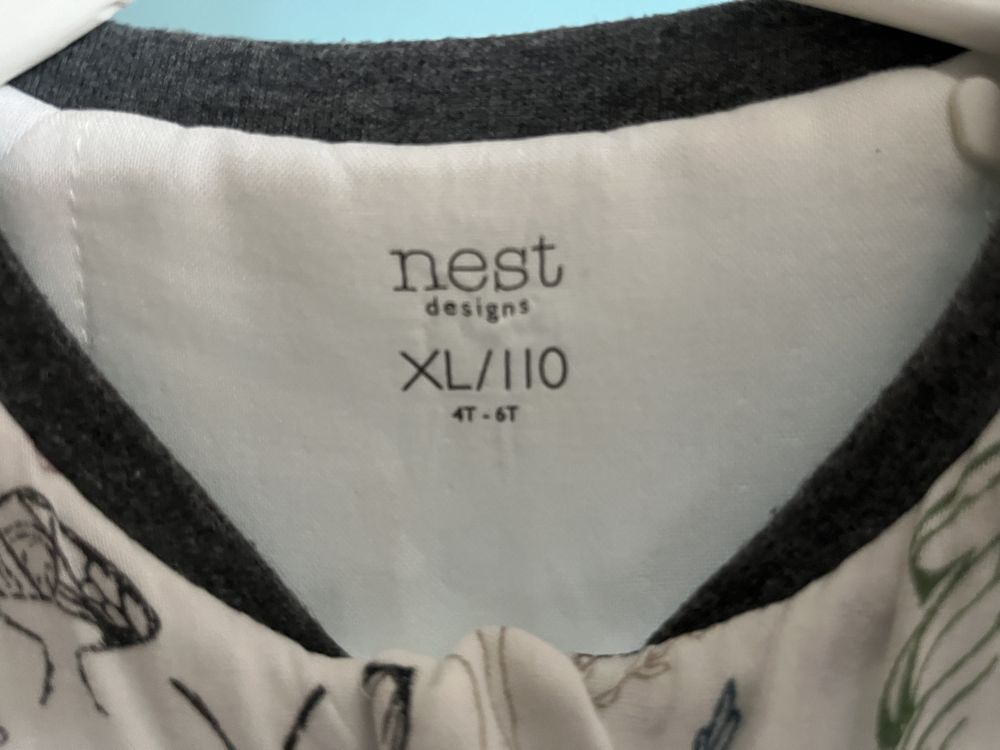 nest
designs
XL/110
4T - 6T